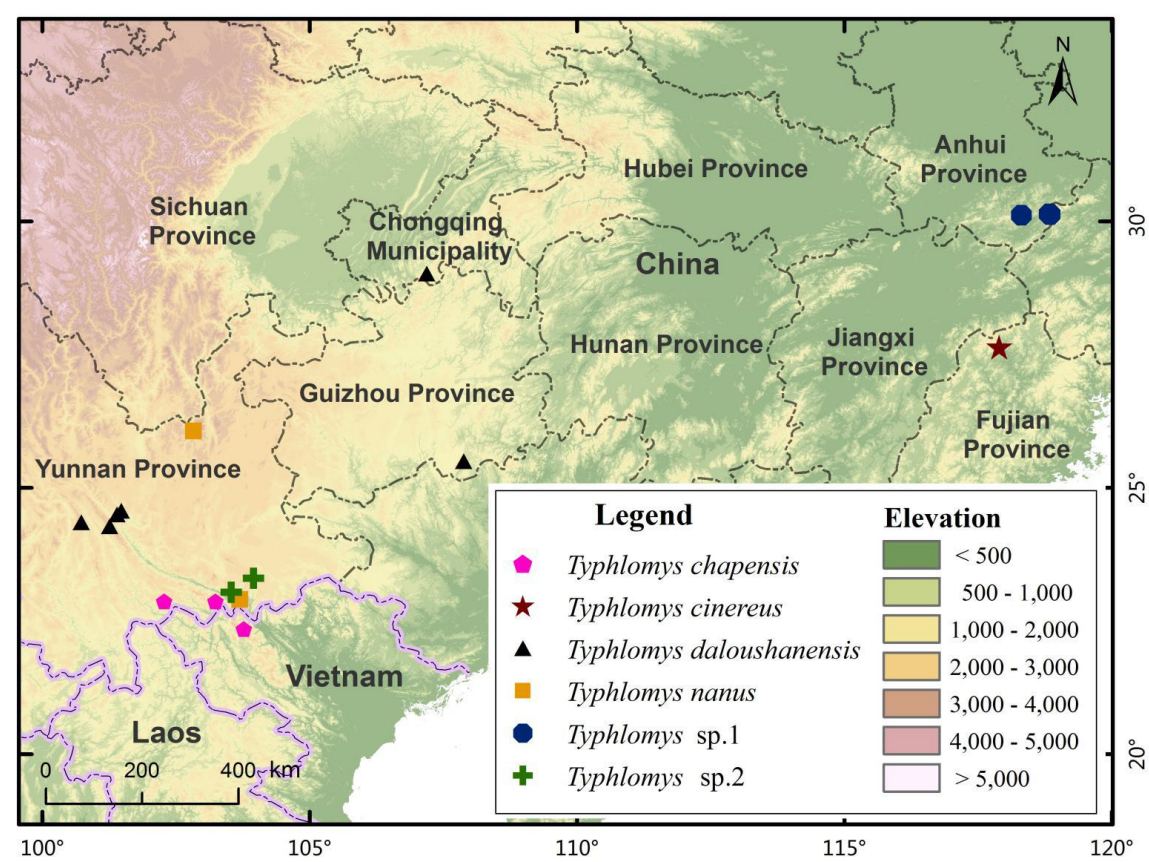 N
Anhui
Province
Hubei Province
Sichuan
Province
Chongqing
Municipality
China
Hunan Province
Jiangxi
Province
Guizhou Province
Fujian
Province
Yunnan Province
Vietnam
Laos
0 200 400 km
Legend
Typhlomys chapensis
Typhlomys cinereus
Typhlomys daloushanensis
Typhlomys nanus
Typhlomys sp.1
Typhlomys sp.2
Elevation
< 500
500 - 1,000
1,000 - 2,000
2,000 - 3,000
3,000 - 4,000
4,000 - 5,000
> 5,000
30°
25°
20°
100° 105° 110° 115° 120°